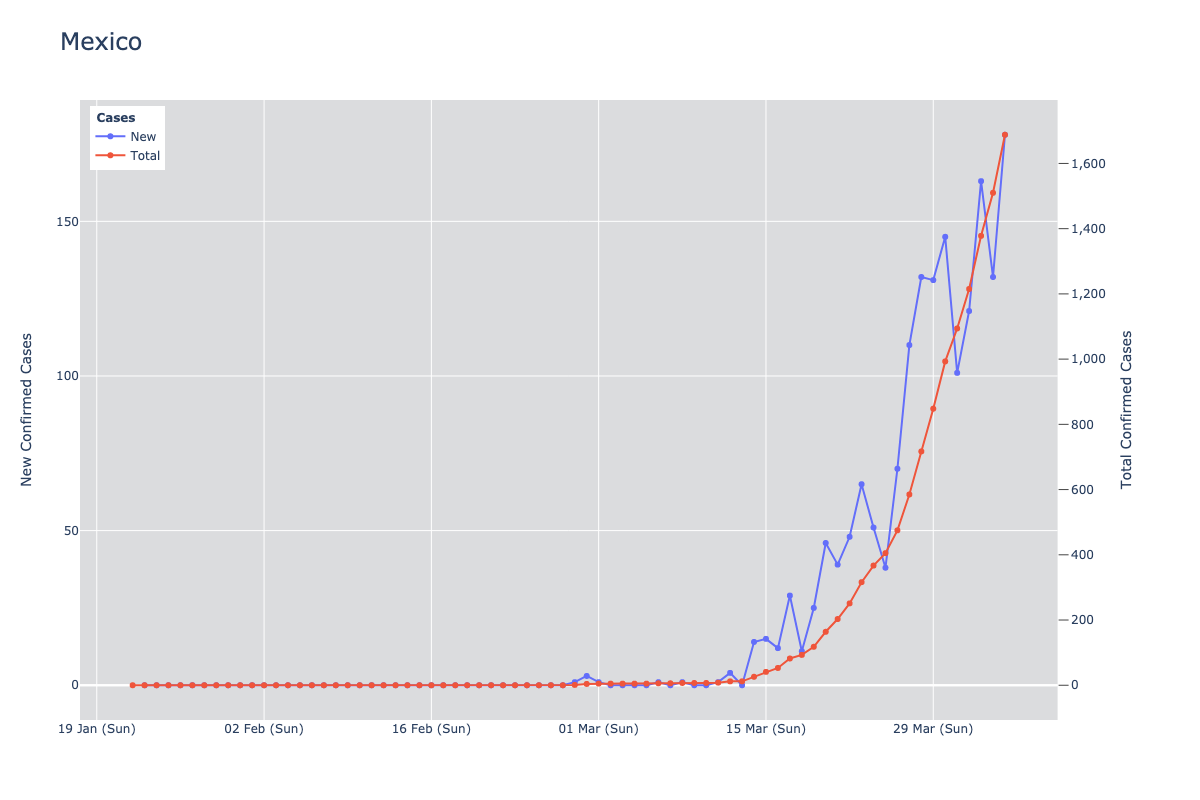 Mexico
Cases
New
Total
150
100
50
0
New Confirmed Cases
1,600
1,400
1,200
1,000
800
600
400
200
0
Total Confirmed Cases
19 Jan (Sun)
02 Feb (Sun)
16 Feb (Sun)
01 Mar (Sun)
15 Mar (Sun)
29 Mar (Sun)